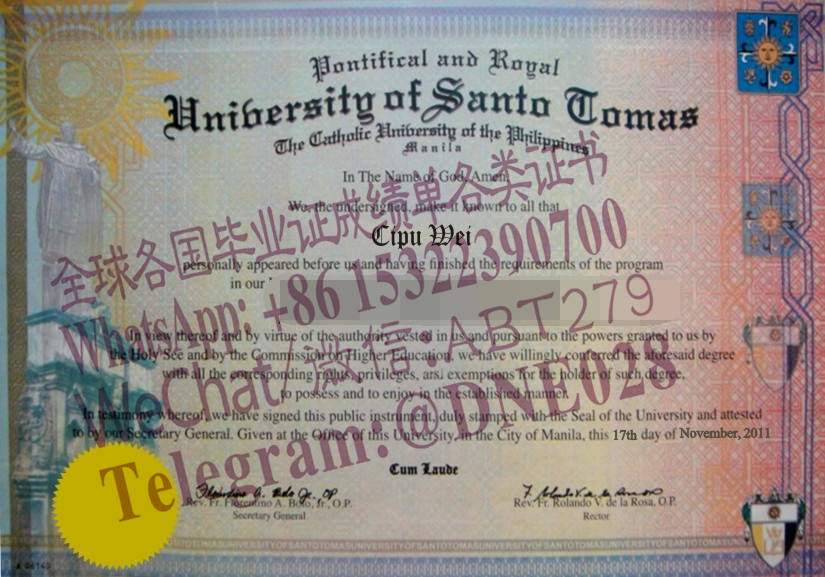 Pontifical and Royal
University of Santo Tomas
The Catholic University of the Philippines
Manila
In The Name of God, Amen.
We, the undersigned, make it known to all that
Cipu Wei
personally appeared before us and having finished the requirements of the program
in our
In view thereof and by virtue of the authority vested in us and pursuant to the powers granted to us by
the Holy See and by the Commission on Higher Education, we have willingly conferred the aforesaid degree
with all the corresponding rights, privileges, and exemptions for the holder of such degree,
to possess and to enjoy in the established manner.
In testimony whereof, we have signed this public instrument, duly stamped with the Seal of the University and attested
to by our Secretary General. Given at the Office of this University, in the City of Manila, this 17th day of November, 2011
Cum Laude
Rev. Fr. Florentino A. Bolo, Jr., O.P.
Secretary General
Rev. Fr. Rolando V. de la Rosa, O.P.
Rector
A 06140
全球各国毕业证成绩单各类证书
WhatsApp: +86 15322390700
WeChat/微信 ABT279
Telegram:@DNE028